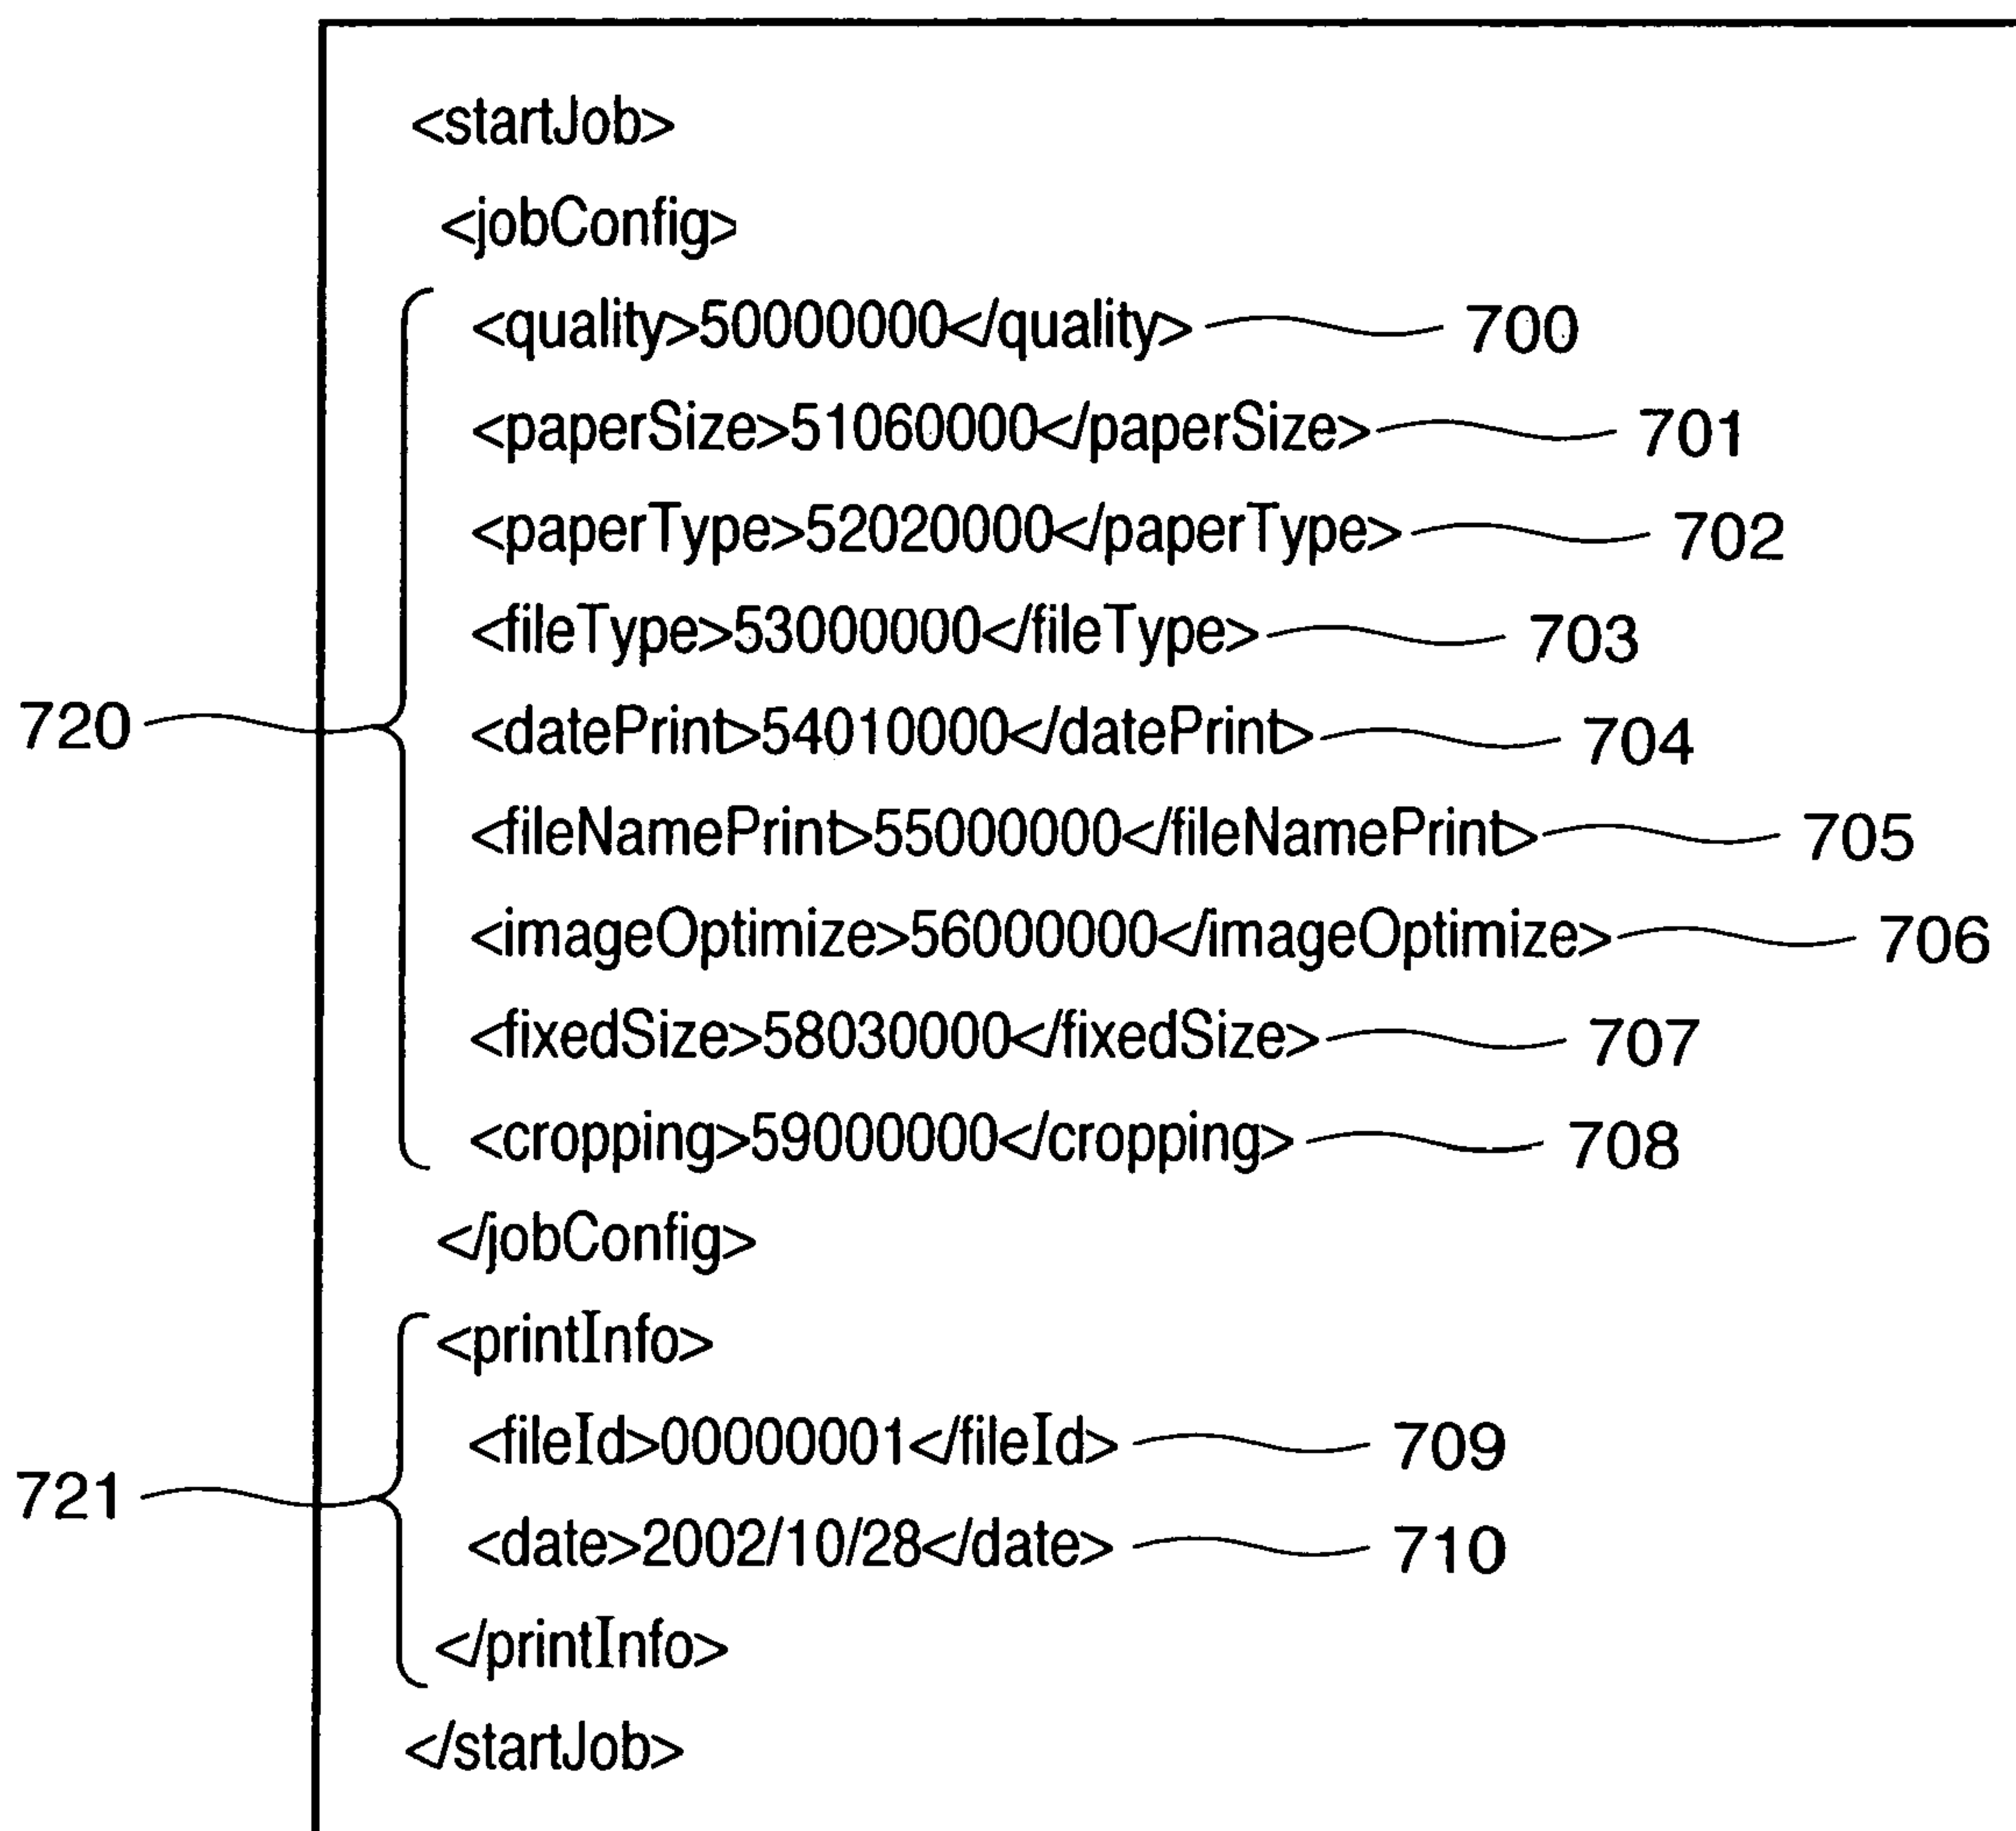 <startJob>
<jobConfig>
<quality>50000000</quality> 700
<paperSize>51060000</paperSize> 701
<paperType>52020000</paperType> 702
<fileType>53000000</fileType> 703
720 <datePrint>54010000</datePrint> 704
<fileNamePrint>55000000</fileNamePrint> 705
<imageOptimize>56000000</imageOptimize> 706
<fixedSize>58030000</fixedSize> 707
<cropping>59000000</cropping> 708
</jobConfig>
<printInfo>
<fileId>00000001</fileId> 709
721 <date>2002/10/28</date> 710
</printInfo>
</startJob>